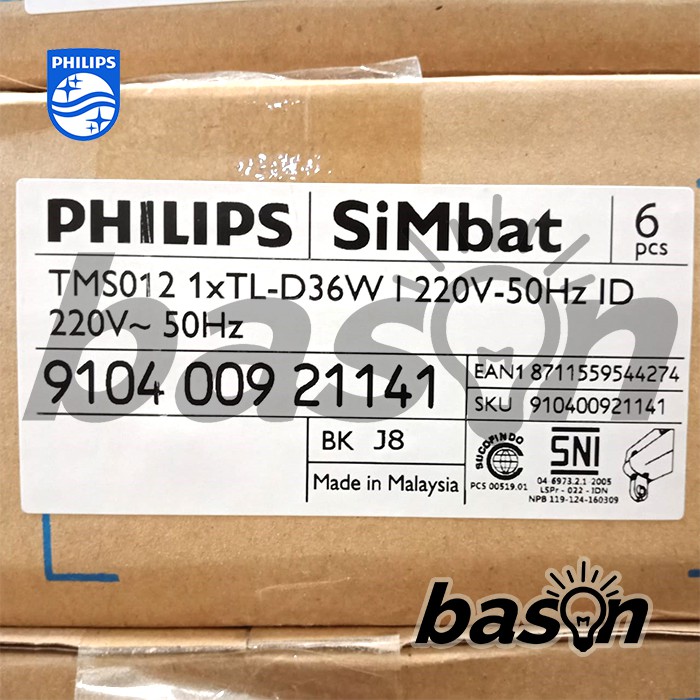 PHILIPS
PHILIPS
SiMbat
6
pcs
TMS012 1xTL-D36W I 220V-50Hz ID
220V~ 50Hz
9104 009 21141
EAN1 8711559544274
SKU 910400921141
BK J8
Made in Malaysia
SUCOFINDO
PCS 00519.01
SNI
04 6973.2.1 2005
LSPr - 022 - IDN
NPB 119-124-160309
bason
bason